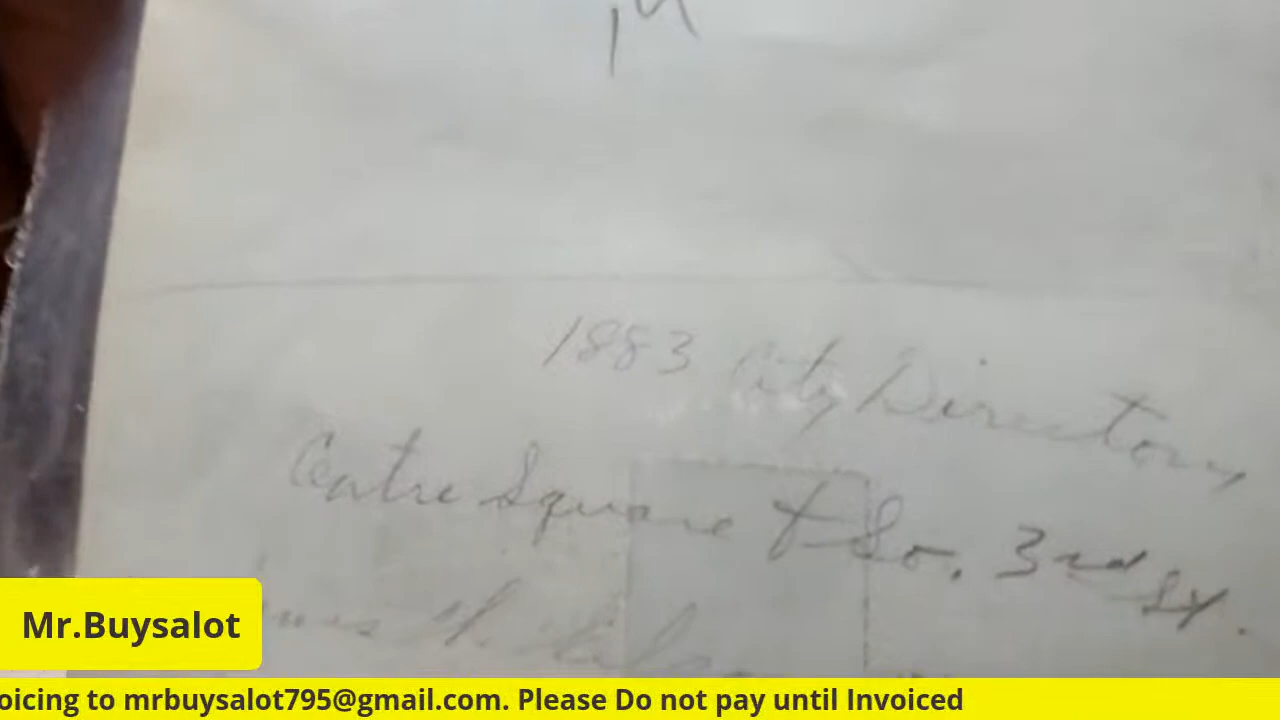 1883 City Directory,
Centre Square & So. 3rd St.
Mr.Buysalot
oicing to mrbuysalot795@gmail.com. Please Do not pay until Invoiced